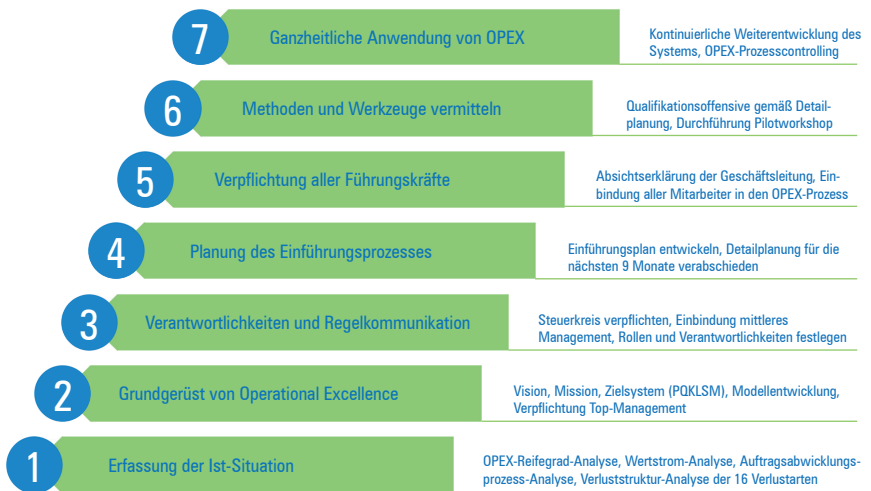 7
Ganzheitliche Anwendung von OPEX
Kontinuierliche Weiterentwicklung des
Systems, OPEX-Prozesscontrolling
6
Methoden und Werkzeuge vermitteln
Qualifikationsoffensive gemäß Detail-
planung, Durchführung Pilotworkshop
5
Verpflichtung aller Führungskräfte
Absichtserklärung der Geschäftsleitung, Ein-
bindung aller Mitarbeiter in den OPEX-Prozess
4
Planung des Einführungsprozesses
Einführungsplan entwickeln, Detailplanung für die
nächsten 9 Monate verabschieden
3
Verantwortlichkeiten und Regelkommunikation
Steuerkreis verpflichten, Einbindung mittleres
Management, Rollen und Verantwortlichkeiten festlegen
2
Grundgerüst von Operational Excellence
Vision, Mission, Zielsystem (PQKLSM), Modellentwicklung,
Verpflichtung Top-Management
1
Erfassung der Ist-Situation
OPEX-Reifegrad-Analyse, Wertstrom-Analyse, Auftragsabwicklungs-
prozess-Analyse, Verluststruktur-Analyse der 16 Verlustarten